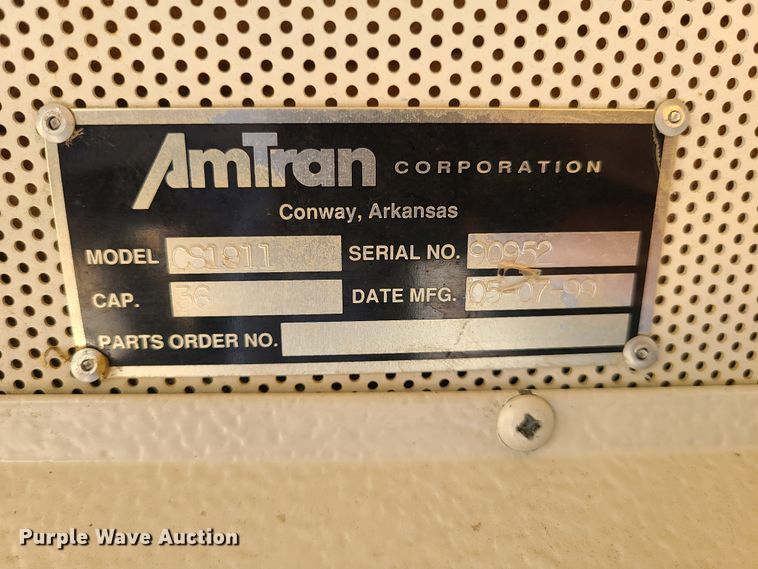 AmTran CORPORATION
Conway, Arkansas
MODEL CS1811 SERIAL NO. 90952
CAP. 36 DATE MFG. 05-07-99
PARTS ORDER NO.
Purple Wave Auction